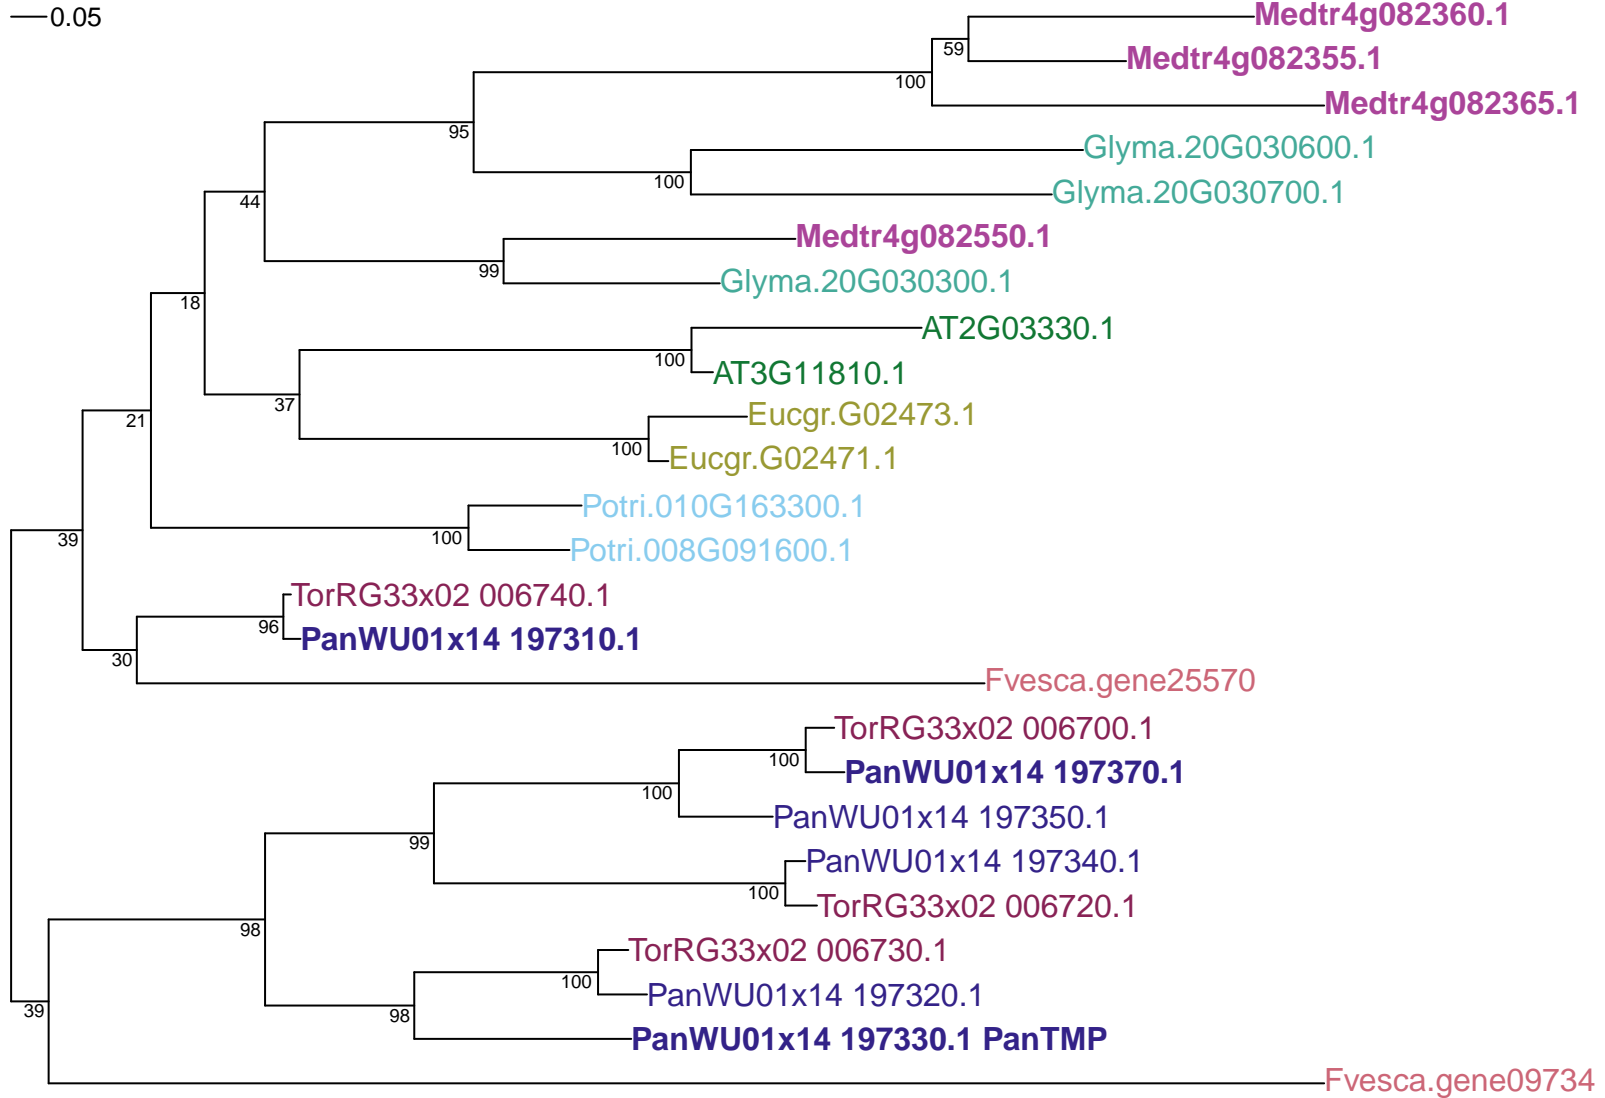 0.05
Medtr4g082360.1
59
Medtr4g082355.1
100
Medtr4g082365.1
95
Glyma.20G030600.1
100
Glyma.20G030700.1
44
Medtr4g082550.1
99
Glyma.20G030300.1
18
AT2G03330.1
100
AT3G11810.1
37
Eucgr.G02473.1
100
Eucgr.G02471.1
21
Potri.010G163300.1
100
Potri.008G091600.1
39
TorRG33x02 006740.1
96
PanWU01x14 197310.1
30
Fvesca.gene25570
TorRG33x02 006700.1
100
PanWU01x14 197370.1
100
PanWU01x14 197350.1
99
PanWU01x14 197340.1
100
TorRG33x02 006720.1
98
TorRG33x02 006730.1
100
PanWU01x14 197320.1
98
PanWU01x14 197330.1 PanTMP
39
Fvesca.gene09734